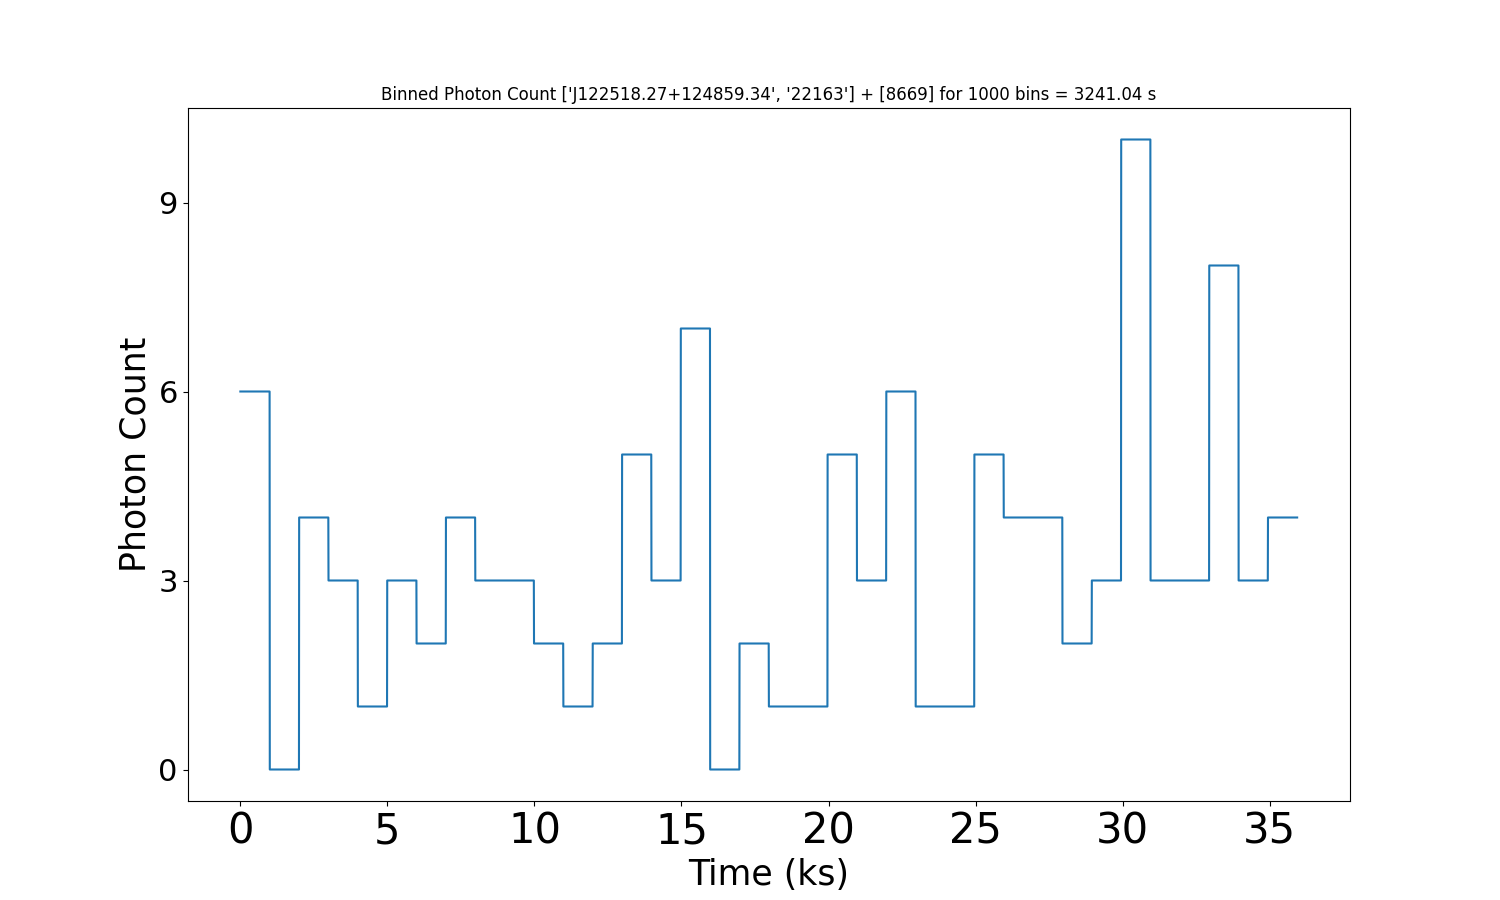 Binned Photon Count ['J122518.27+124859.34', '22163'] + [8669] for 1000 bins = 3241.04 s
Photon Count
9
6
3
0
0 5 10 15 20 25 30 35
Time (ks)